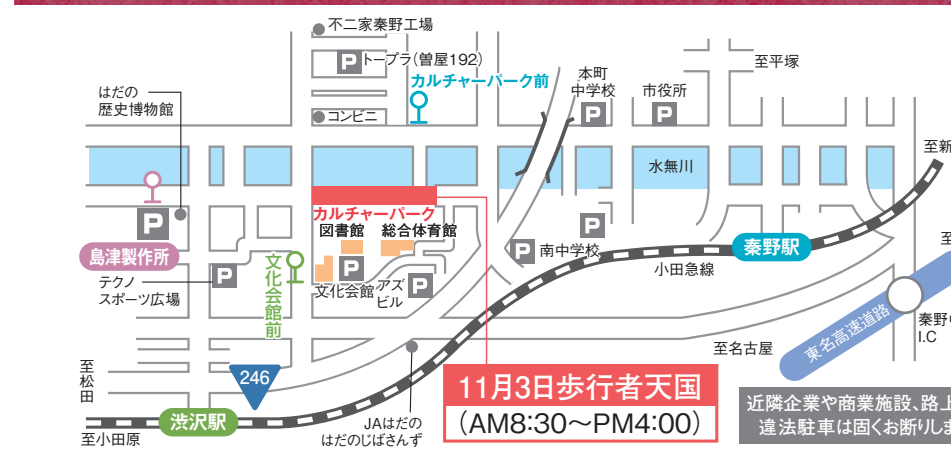 不二家秦野工場
P
トープラ(曽屋192)
カルチャーパーク前
コンビニ
本町
中学校
P
市役所
P
至平塚
はだの
歴史博物館
水無川
至新
カルチャーパーク
図書館
総合体育館
P
島津製作所
P
南中学校
P
秦野駅
小田急線
至
テクノ
スポーツ広場
P
文化会館前
P
文化会館
アズ
ビル
P
東名高速道路
秦野
I.C
至名古屋
至松田
246
11月3日歩行者天国
(AM8:30〜PM4:00)
渋沢駅
至小田原
JAはだの
はだのじばさんず
近隣企業や商業施設、路上
違法駐車は固くお断りしま